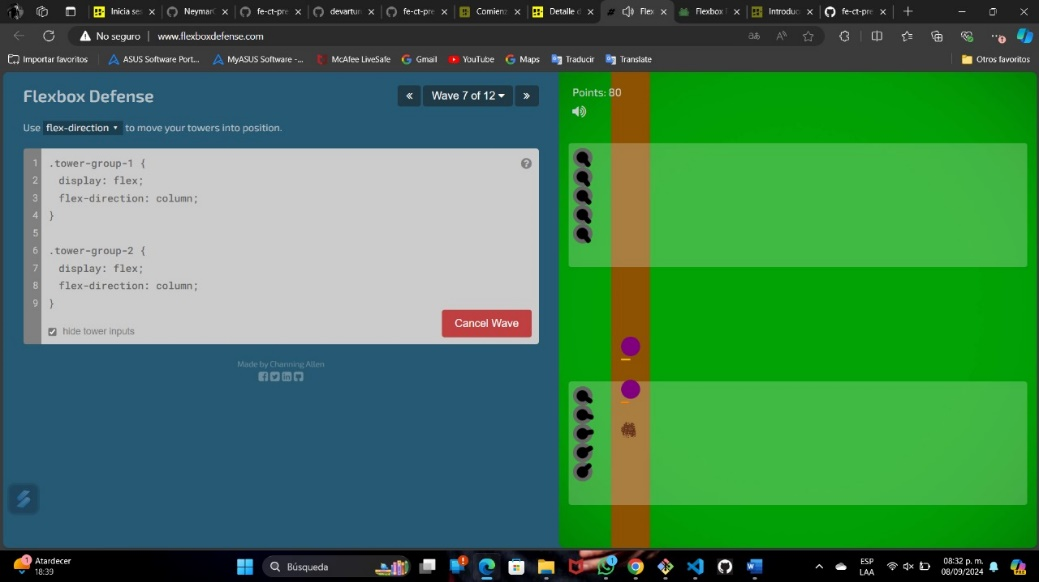 Inicia se
Neymar
fe-ct-pre
devartur
fe-ct-pre
Comien
Detalle d
Flex
Flexbox
Introduc
fe-ct-pre
No seguro | www.flexboxdefense.com
Importar favoritos
ASUS Software Port...
MyASUS Software -...
McAfee LiveSafe
Gmail
YouTube
Maps
Traducir
Translate
Otros favoritos
Flexbox Defense
« Wave 7 of 12 »
Use flex-direction to move your towers into position.
1 .tower-group-1 {
2 display: flex;
3 flex-direction: column;
4 }
5
6 .tower-group-2 {
7 display: flex;
8 flex-direction: column;
9 }
?
hide tower inputs
Cancel Wave
Made by Channing Allen
Points: 80
Atardecer
18:39
Búsqueda
ESP
LAA
08:32 p. m.
08/09/2024